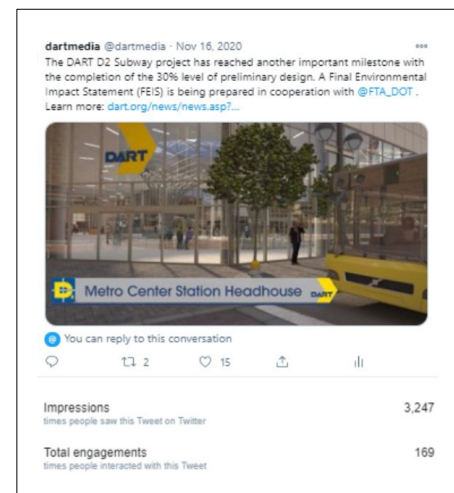 dartmedia @dartmedia · Nov 16, 2020
The DART D2 Subway project has reached another important milestone with
the completion of the 30% level of preliminary design. A Final Environmental
Impact Statement (FEIS) is being prepared in cooperation with @FTA_DOT .
Learn more: dart.org/news/news.asp?...
DART
D2
Metro Center Station Headhouse DART
You can reply to this conversation
2 15
Impressions 3,247
times people saw this Tweet on Twitter
Total engagements 169
times people interacted with this Tweet